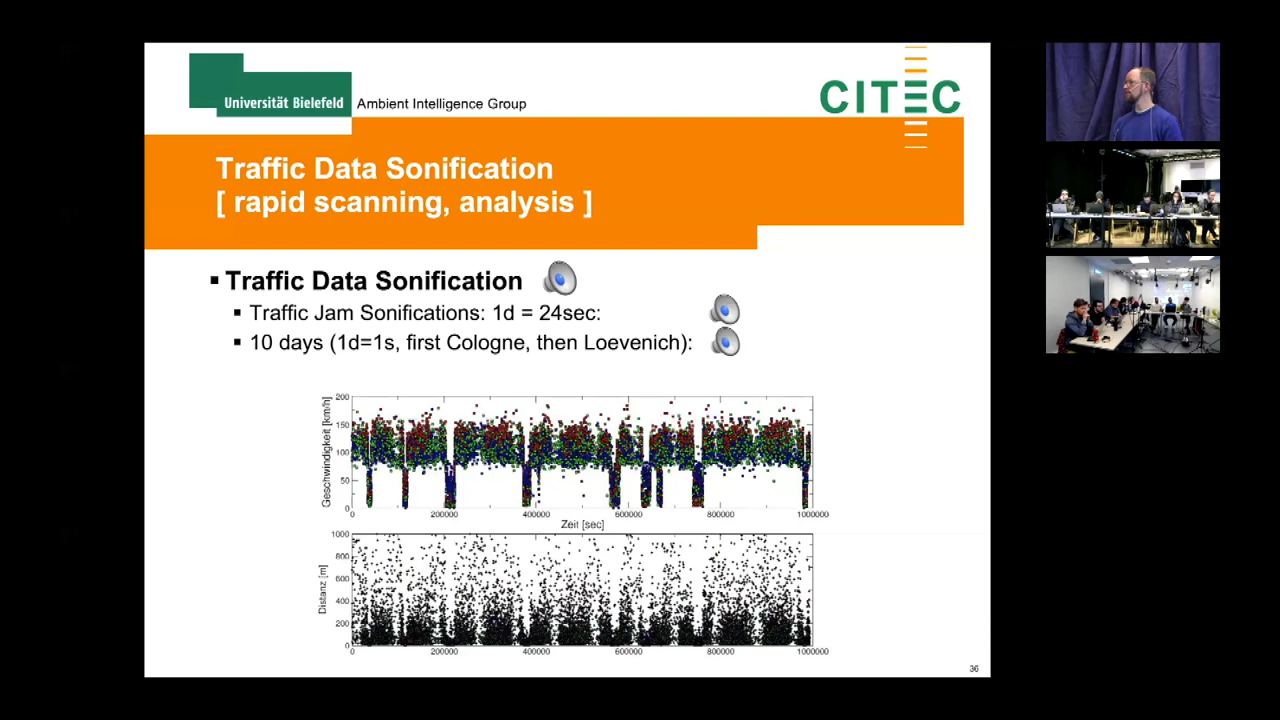 Universität Bielefeld
Ambient Intelligence Group
CITEC
Traffic Data Sonification
[ rapid scanning, analysis ]
▪ Traffic Data Sonification
▪ Traffic Jam Sonifications: 1d = 24sec:
▪ 10 days (1d=1s, first Cologne, then Loevenich):
Geschwindigkeit [km/h]
200
150
100
50
0
0 200000 400000 600000 800000 1000000
Zeit [sec]
Distanz [m]
1000
800
600
400
200
0
0 200000 400000 600000 800000 1000000
36